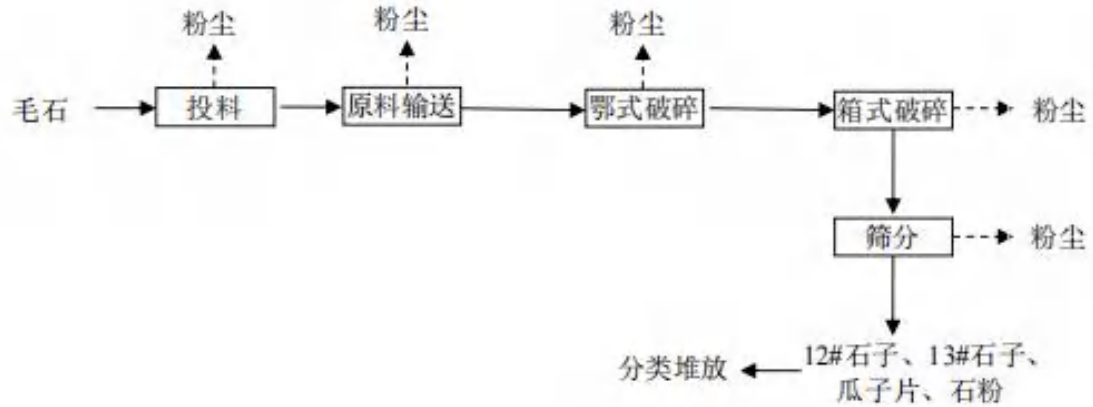 粉尘
粉尘
粉尘
毛石
投料
原料输送
鄂式破碎
箱式破碎
粉尘
筛分
粉尘
12#石子、13#石子、
瓜子片、石粉
分类堆放